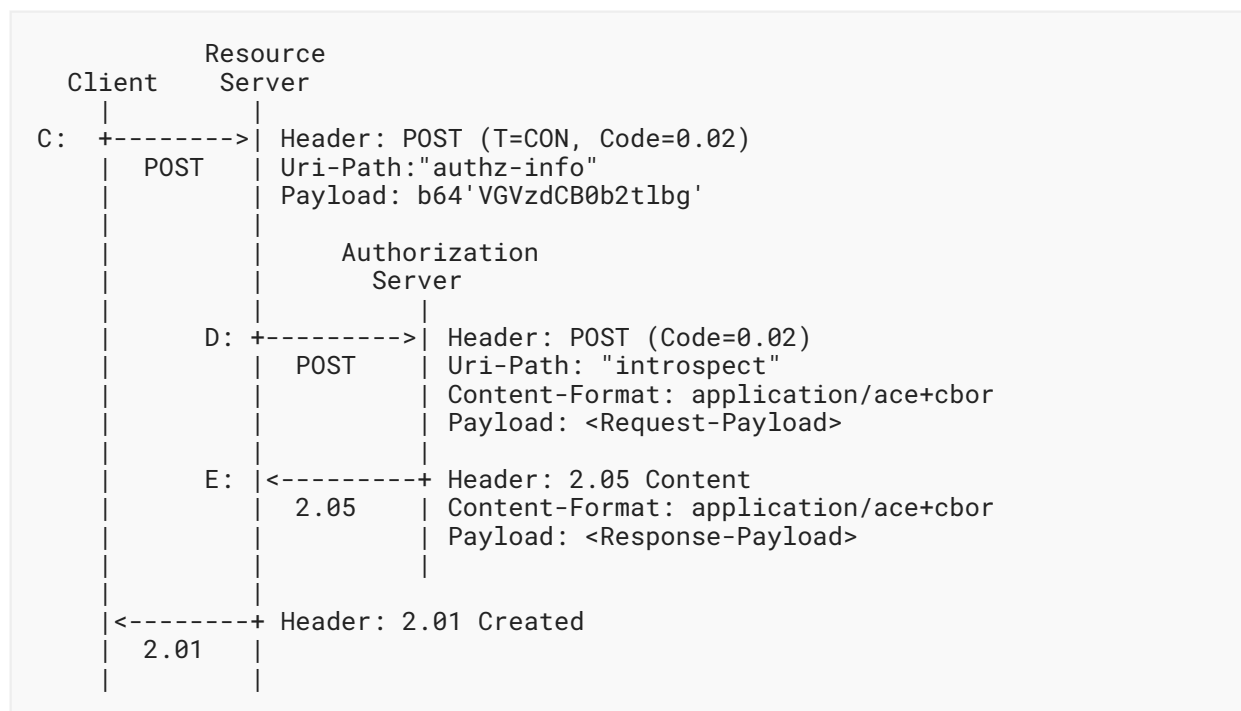 Resource
Client Server
C: +-------->| Header: POST (T=CON, Code=0.02)
| POST | Uri-Path:"authz-info"
| | Payload: b64'VGVzdCB0b2tlbg'
Authorization
Server
D: +--------->| Header: POST (Code=0.02)
| POST | Uri-Path: "introspect"
| | Content-Format: application/ace+cbor
| | Payload: <Request-Payload>
E: |<---------+ Header: 2.05 Content
| 2.05 | Content-Format: application/ace+cbor
| | Payload: <Response-Payload>
|<--------+ Header: 2.01 Created
| 2.01 |